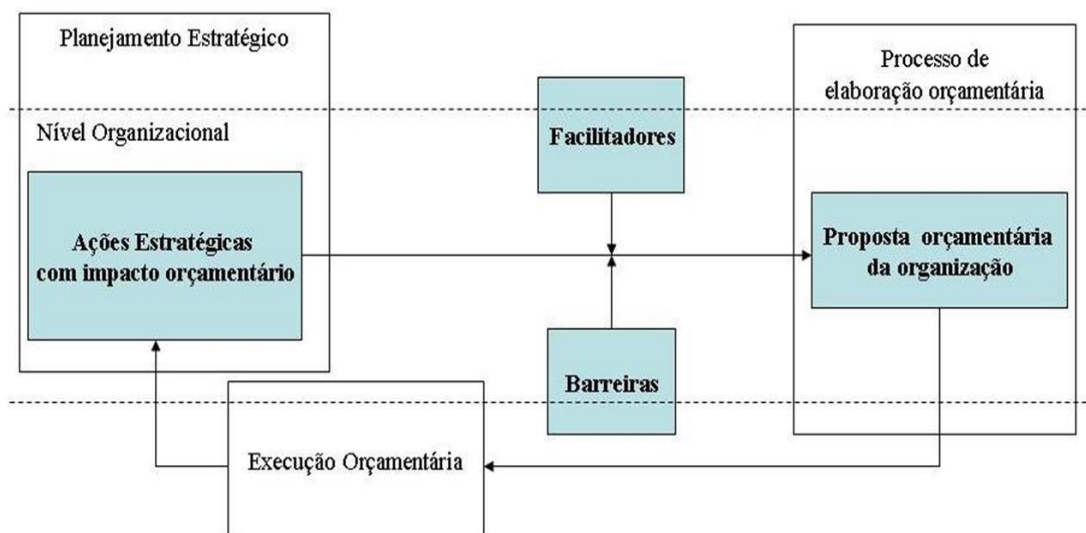 Planejamento Estratégico
Nível Organizacional
Ações Estratégicas
com impacto orçamentário
Facilitadores
Barreiras
Processo de
elaboração orçamentária
Proposta orçamentária
da organização
Execução Orçamentária